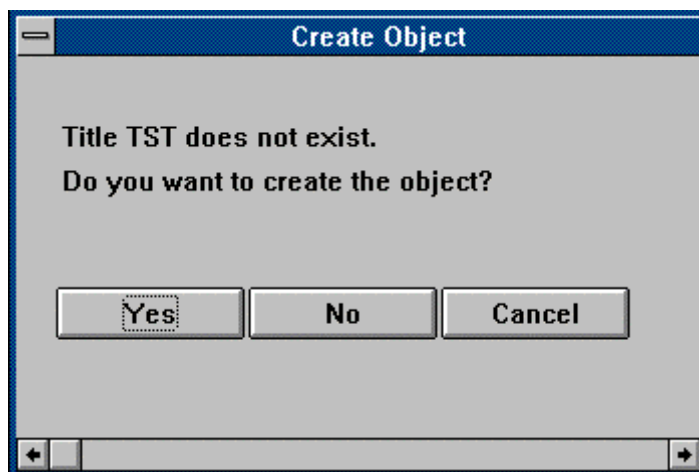 Create Object
Title TST does not exist.
Do you want to create the object?
Yes No Cancel